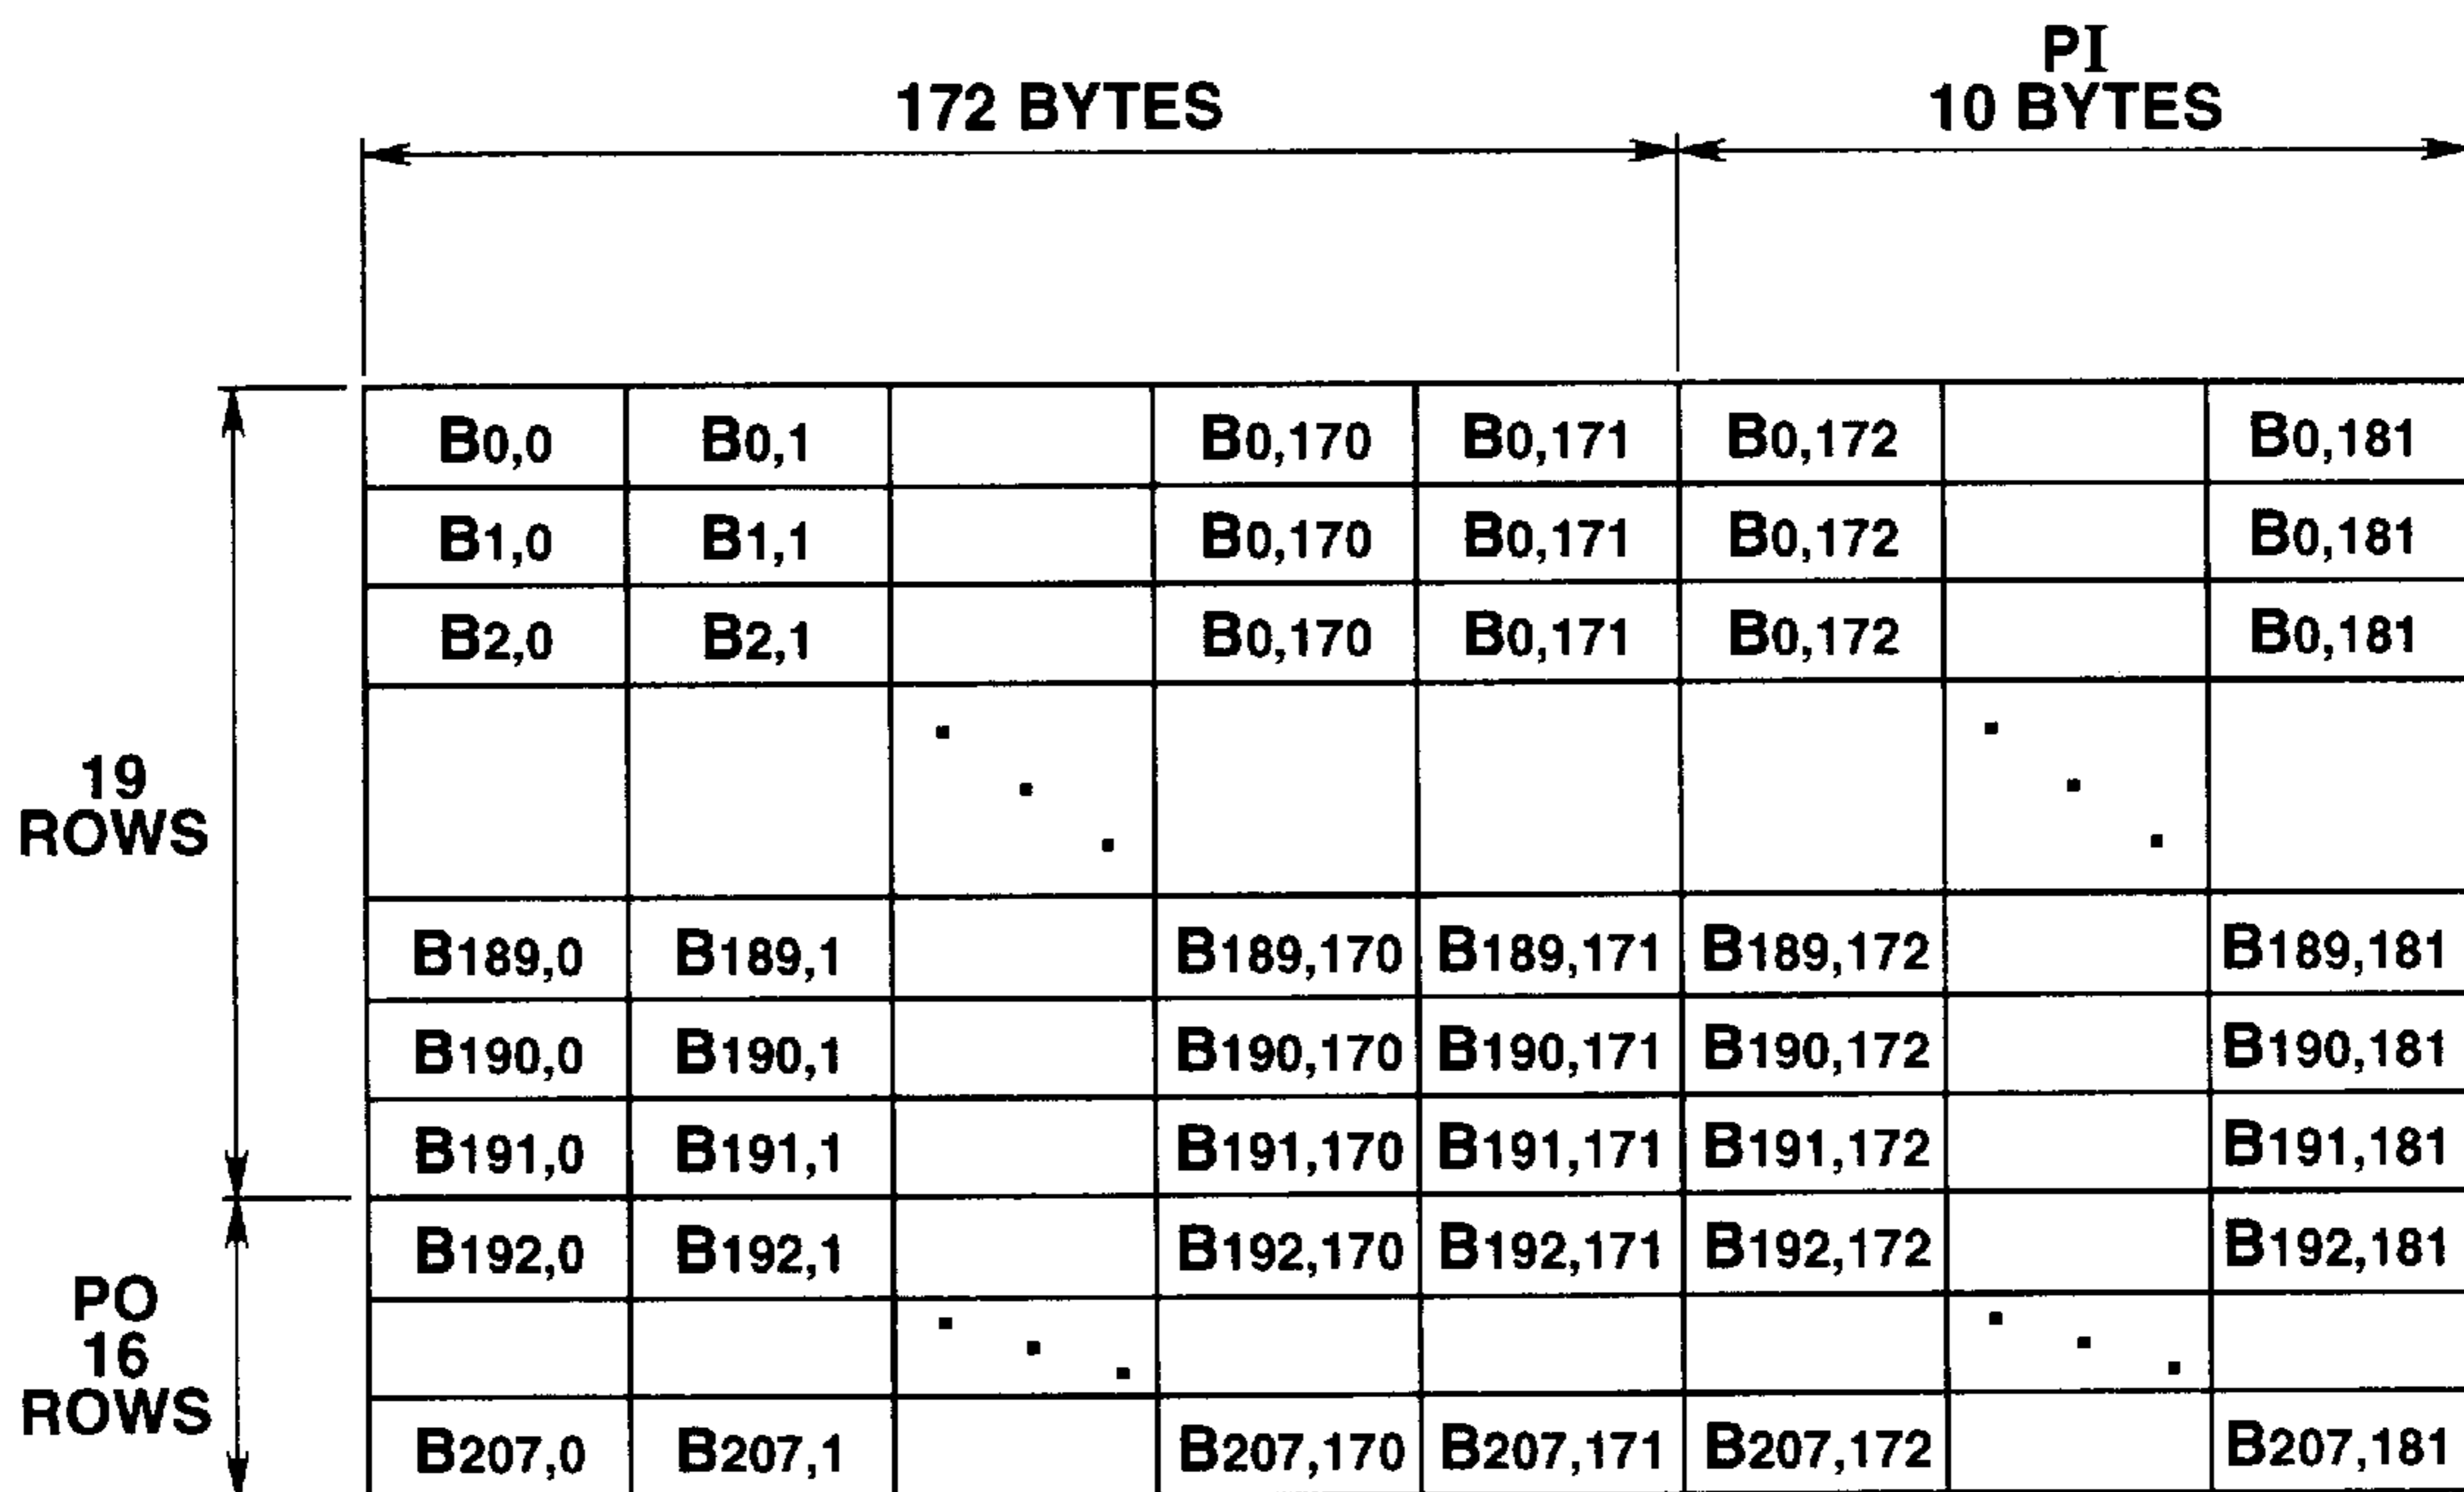 PI
172 BYTES 10 BYTES
B0,0 B0,1 B0,170 B0,171 B0,172 B0,181
B1,0 B1,1 B0,170 B0,171 B0,172 B0,181
B2,0 B2,1 B0,170 B0,171 B0,172 B0,181
19
ROWS
B189,0 B189,1 B189,170 B189,171 B189,172 B189,181
B190,0 B190,1 B190,170 B190,171 B190,172 B190,181
B191,0 B191,1 B191,170 B191,171 B191,172 B191,181
B192,0 B192,1 B192,170 B192,171 B192,172 B192,181
PO
16
ROWS
B207,0 B207,1 B207,170 B207,171 B207,172 B207,181